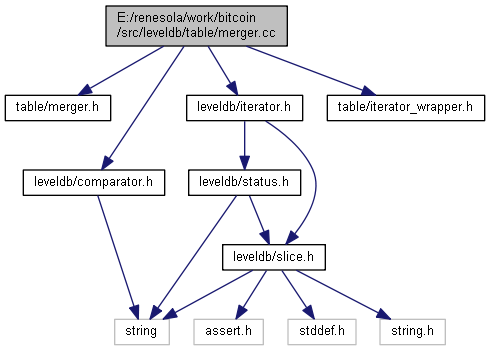 E:/renesola/work/bitcoin
/src/leveldb/table/merger.cc
table/merger.h
leveldb/iterator.h
table/iterator_wrapper.h
leveldb/comparator.h
leveldb/status.h
leveldb/slice.h
string
assert.h
stddef.h
string.h